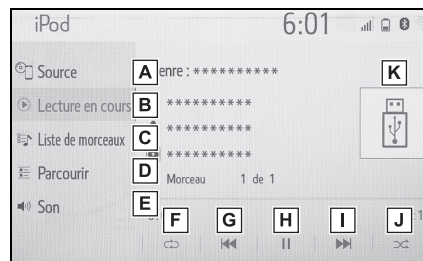 iPod 6:01
Source A enre : ********** K
Lecture en cours B **********
Liste de morceaux C **********
**********
Parcourir D Morceau 1 de 1
Son E
F G H I J